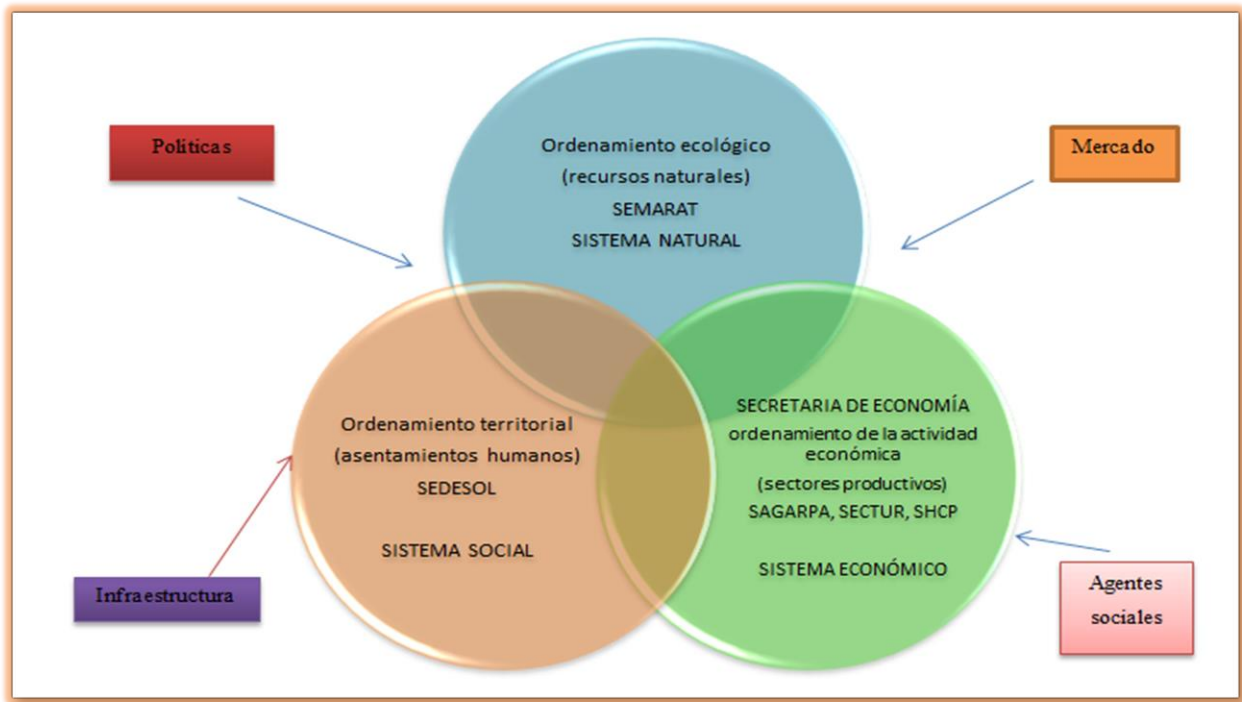 Políticas
Mercado
Ordenamiento ecológico
(recursos naturales)
SEMARAT
SISTEMA NATURAL
Ordenamiento territorial
(asentamientos humanos)
SEDESOL
SISTEMA SOCIAL
SECRETARIA DE ECONOMÍA
ordenamiento de la actividad
económica
(sectores productivos)
SAGARPA, SECTUR, SHCP
SISTEMA ECONÓMICO
Infraestructura
Agentes
sociales